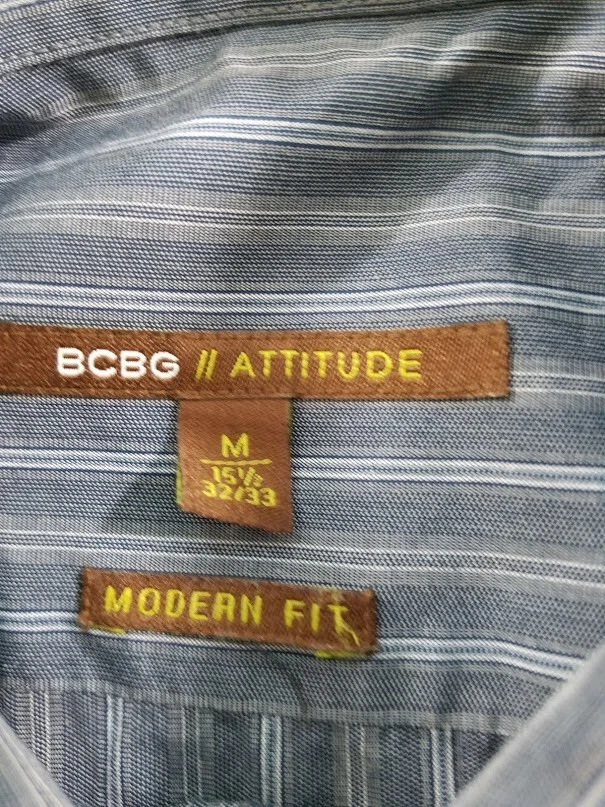 BCBG // ATTITUDE
M
15½
32/33
MODERN FIT